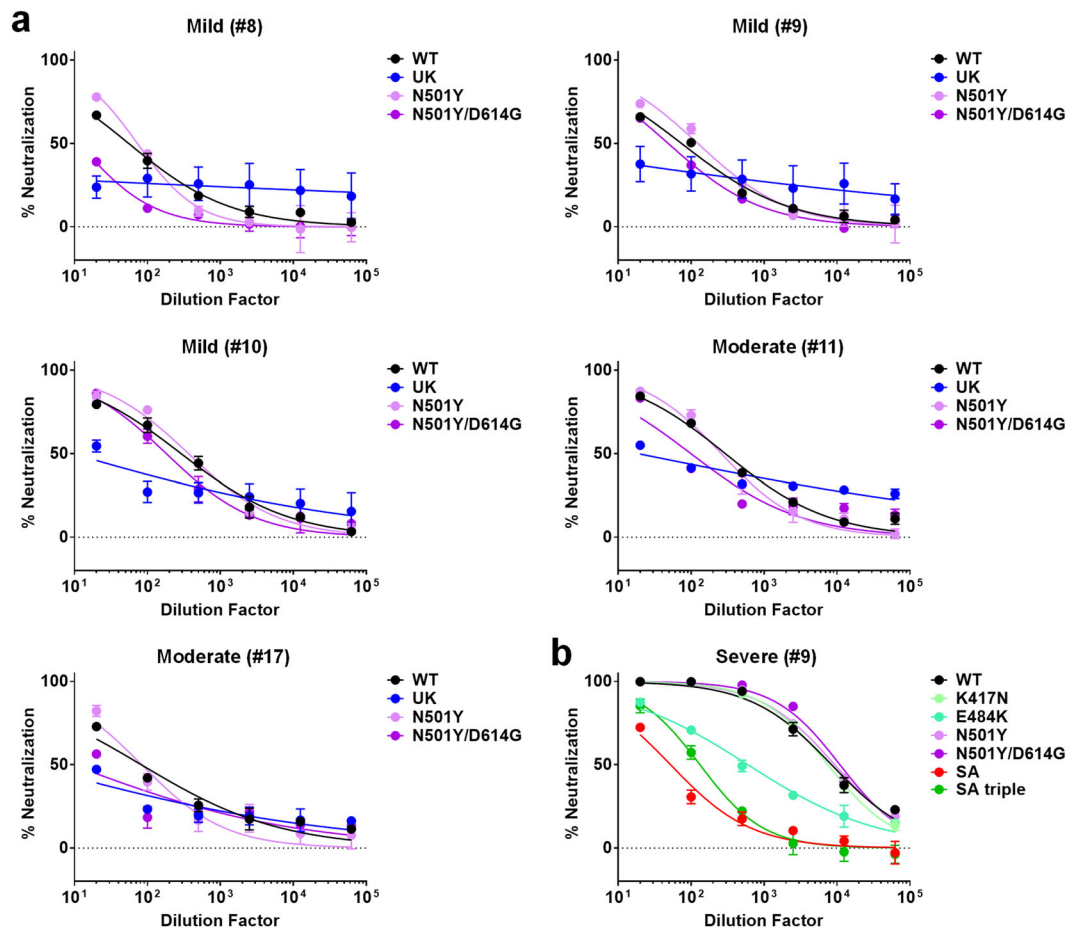 a
Mild (#8)
% Neutralization
100
50
0
10¹ 10² 10³ 10⁴ 10⁵
Dilution Factor
WT
UK
N501Y
N501Y/D614G
Mild (#9)
% Neutralization
100
50
0
10¹ 10² 10³ 10⁴ 10⁵
Dilution Factor
WT
UK
N501Y
N501Y/D614G
Mild (#10)
% Neutralization
100
50
0
10¹ 10² 10³ 10⁴ 10⁵
Dilution Factor
WT
UK
N501Y
N501Y/D614G
Moderate (#11)
% Neutralization
100
50
0
10¹ 10² 10³ 10⁴ 10⁵
Dilution Factor
WT
UK
N501Y
N501Y/D614G
Moderate (#17)
% Neutralization
100
50
0
10¹ 10² 10³ 10⁴ 10⁵
Dilution Factor
WT
UK
N501Y
N501Y/D614G
b
Severe (#9)
% Neutralization
100
50
0
10¹ 10² 10³ 10⁴ 10⁵
Dilution Factor
WT
K417N
E484K
N501Y
N501Y/D614G
SA
SA triple